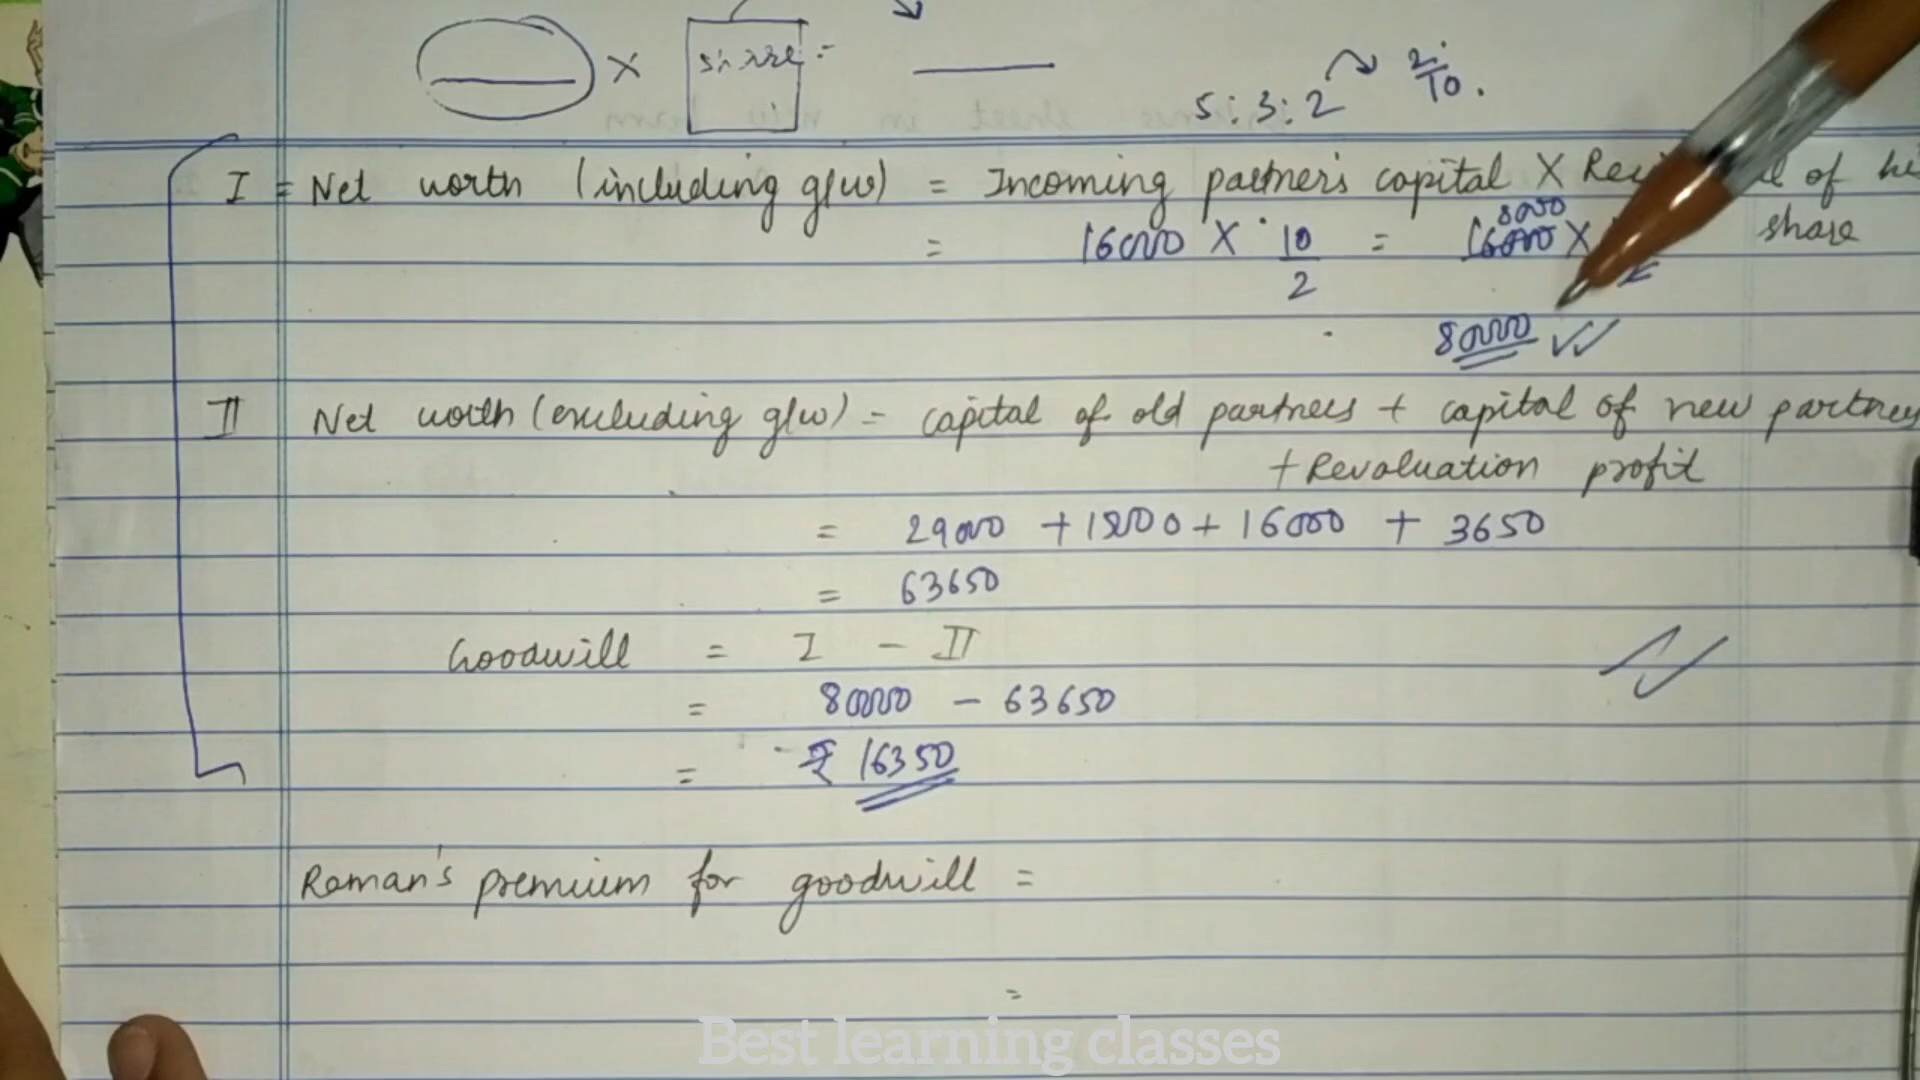 × share =
5:3:2 2/10.
I = Net worth (including g/w) = Incoming partner's capital × of his
8000
= 16000 × 10/2 = 16000 × share
80000
II Net worth (excluding g/w) = capital of old partners + capital of new partners
+ Revaluation profit
= 29000 + 15000 + 16000 + 3650
= 63650
Goodwill = I - II
= 80000 - 63650
= ₹ 16350
Raman's premium for goodwill =
=
Best learning classes